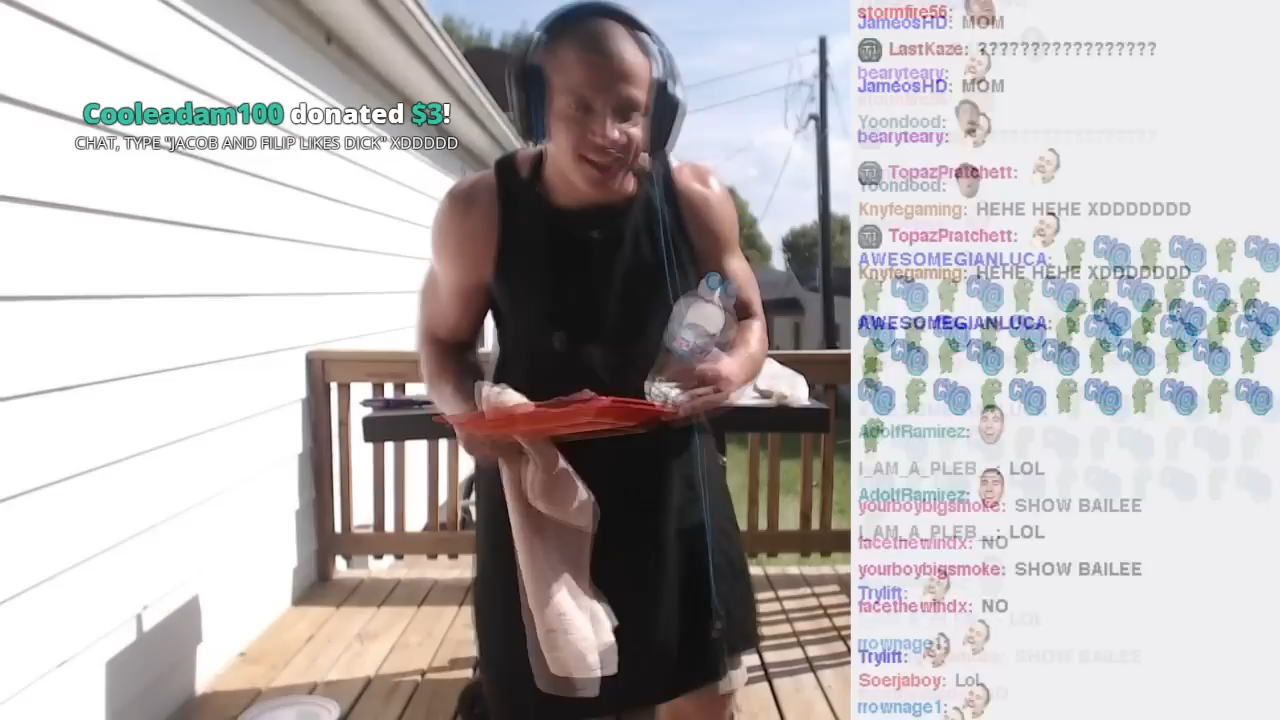 Cooleadam100 donated $3!
CHAT, TYPE "JACOB AND FILIP LIKES DICK" XDDDDD
stormfire56:
JameosHD: MOM
LastKaze: ?????????????????
bearyteary:
JameosHD: MOM
Yoondood:
bearyteary:
TopazPratchett:
Yoondood:
Knyfegaming: HEHE HEHE XDDDDDDD
TopazPratchett:
AWESOMEGIANLUCA:
Knyfegaming: HEHE HEHE XDDDDDDD
AWESOMEGIANLUCA:
AdolfRamirez:
I_AM_A_PLEB_: LOL
AdolfRamirez:
yourboybigsmoke: SHOW BAILEE
I_AM_A_PLEB_: LOL
facethewindx: NO
yourboybigsmoke: SHOW BAILEE
Trylift:
facethewindx: NO
rrownage1:
Trylift:
Soerjaboy: LoL
rrownage1: